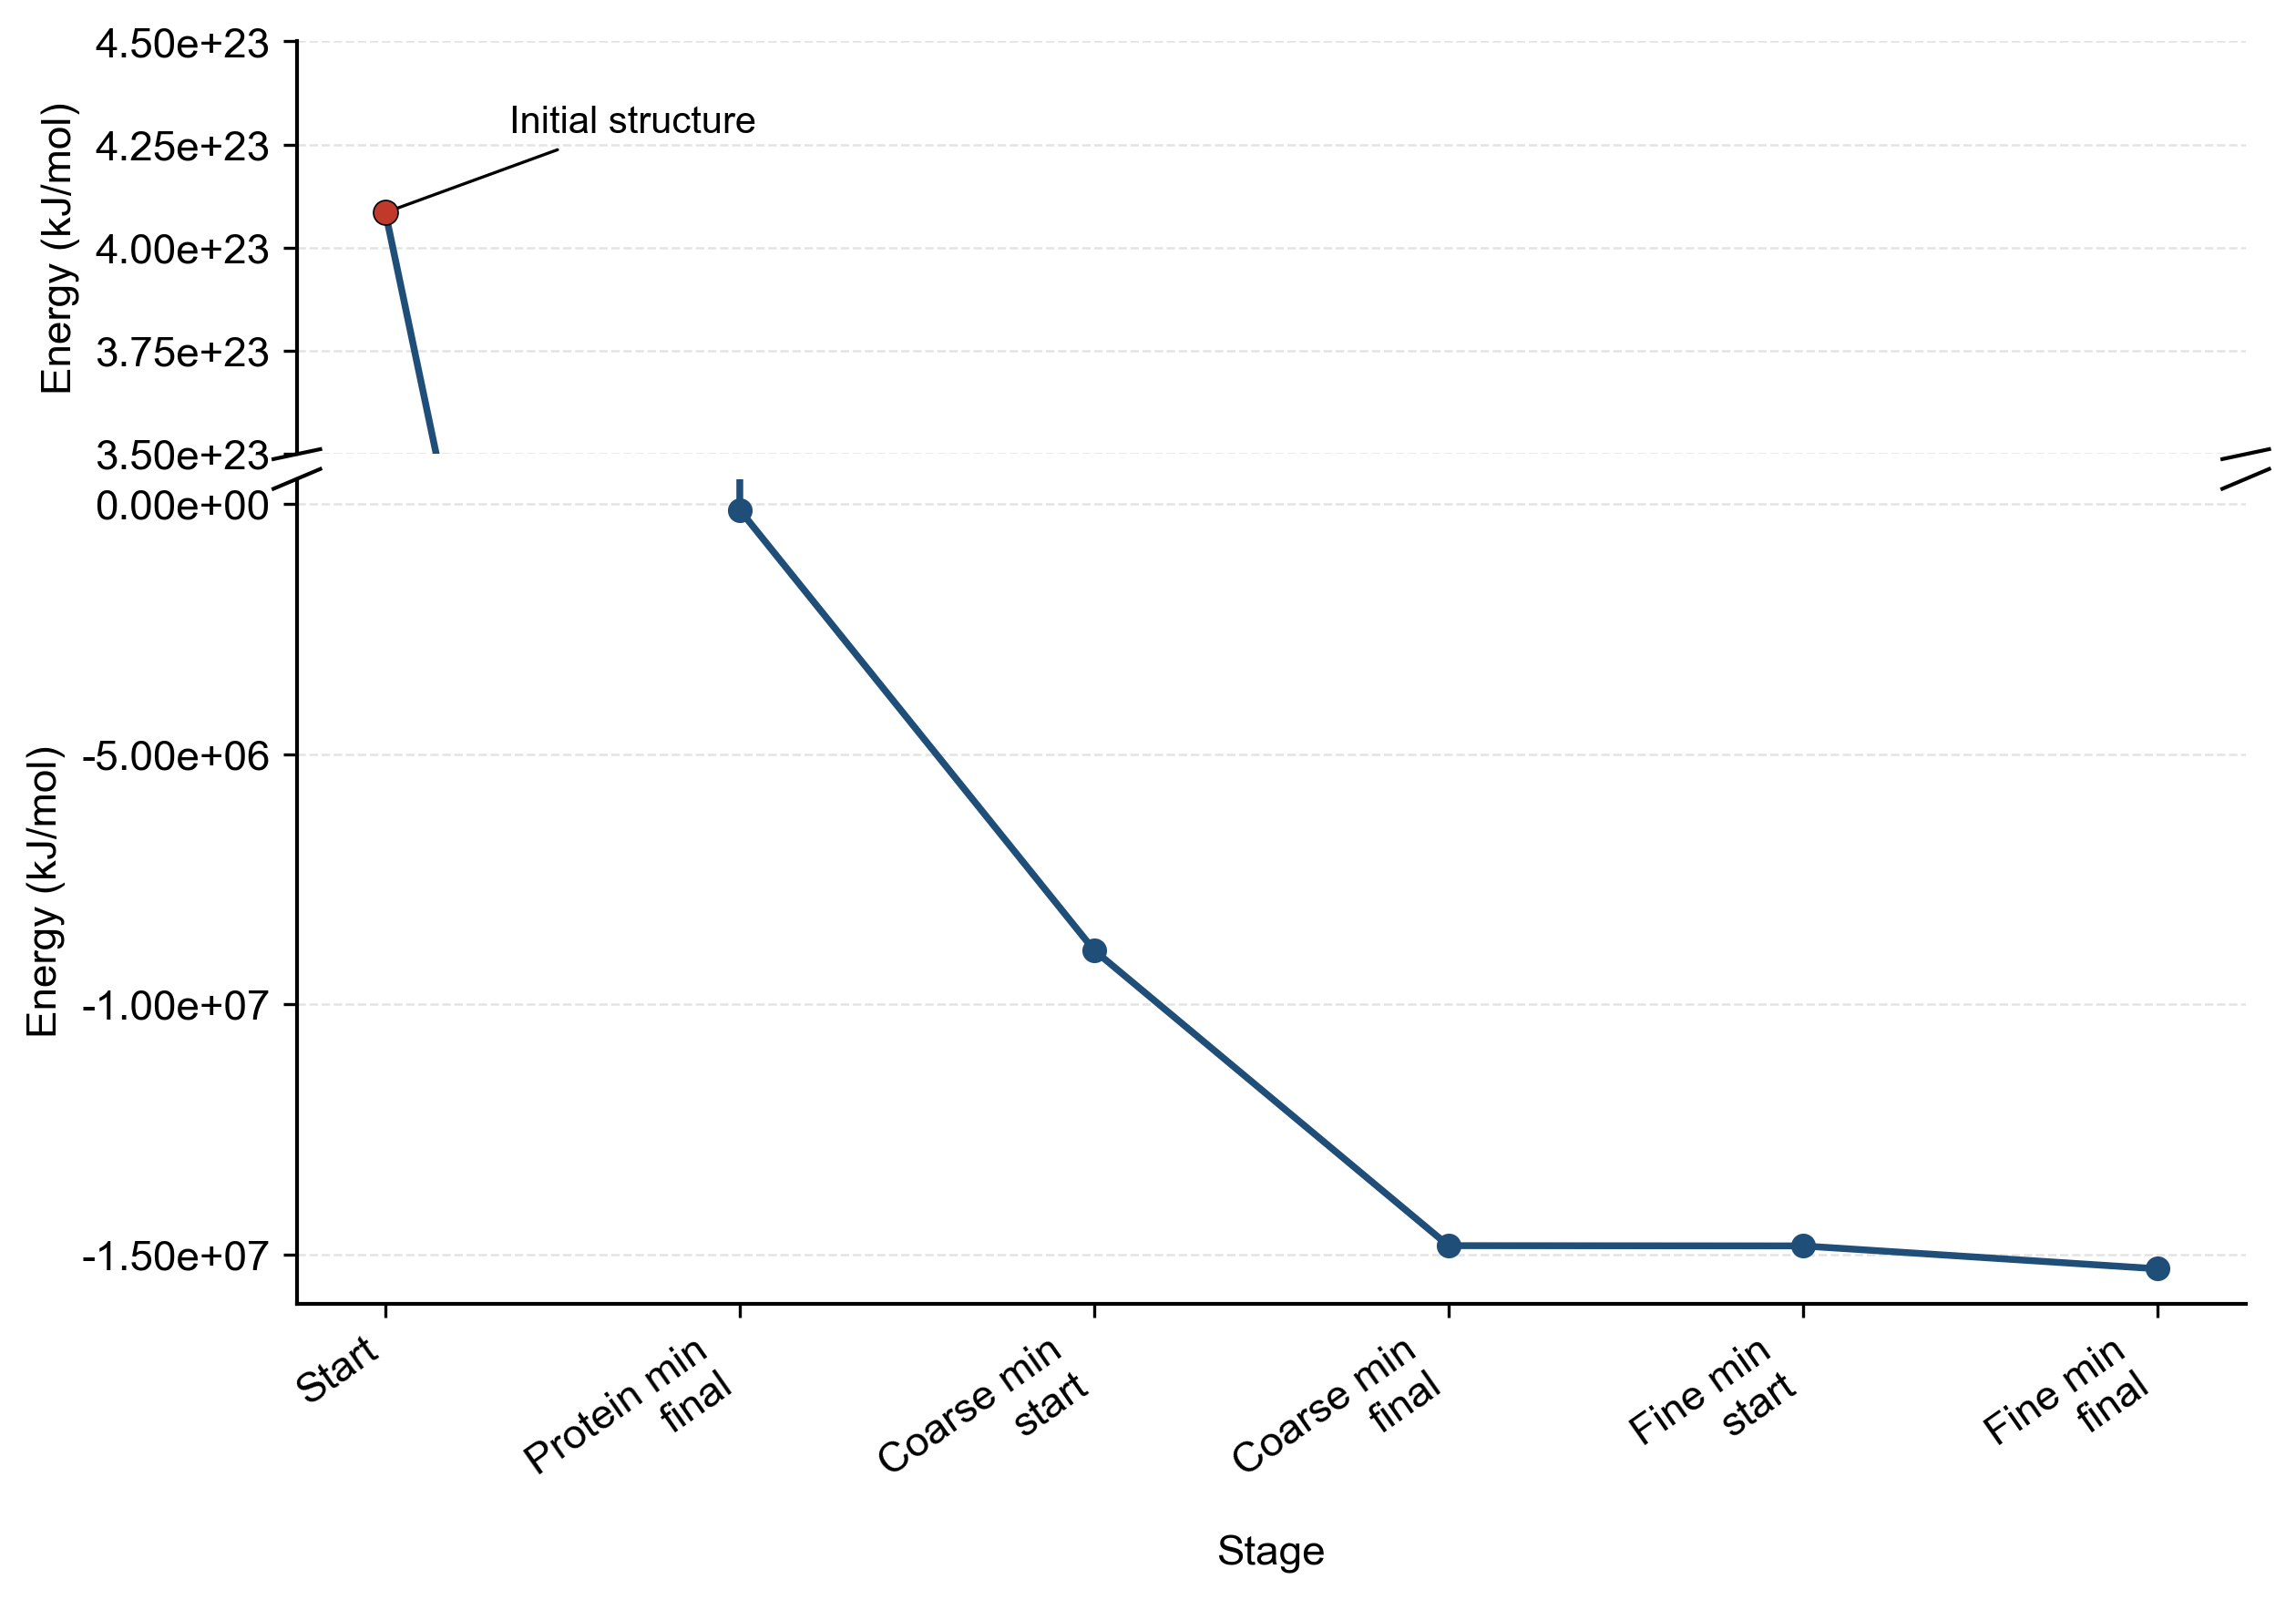 4.50e+23
Initial structure
4.25e+23
4.00e+23
3.75e+23
3.50e+23
Energy (kJ/mol)
0.00e+00
-5.00e+06
-1.00e+07
-1.50e+07
Energy (kJ/mol)
Start
Protein min
final
Coarse min
start
Coarse min
final
Fine min
start
Fine min
final
Stage